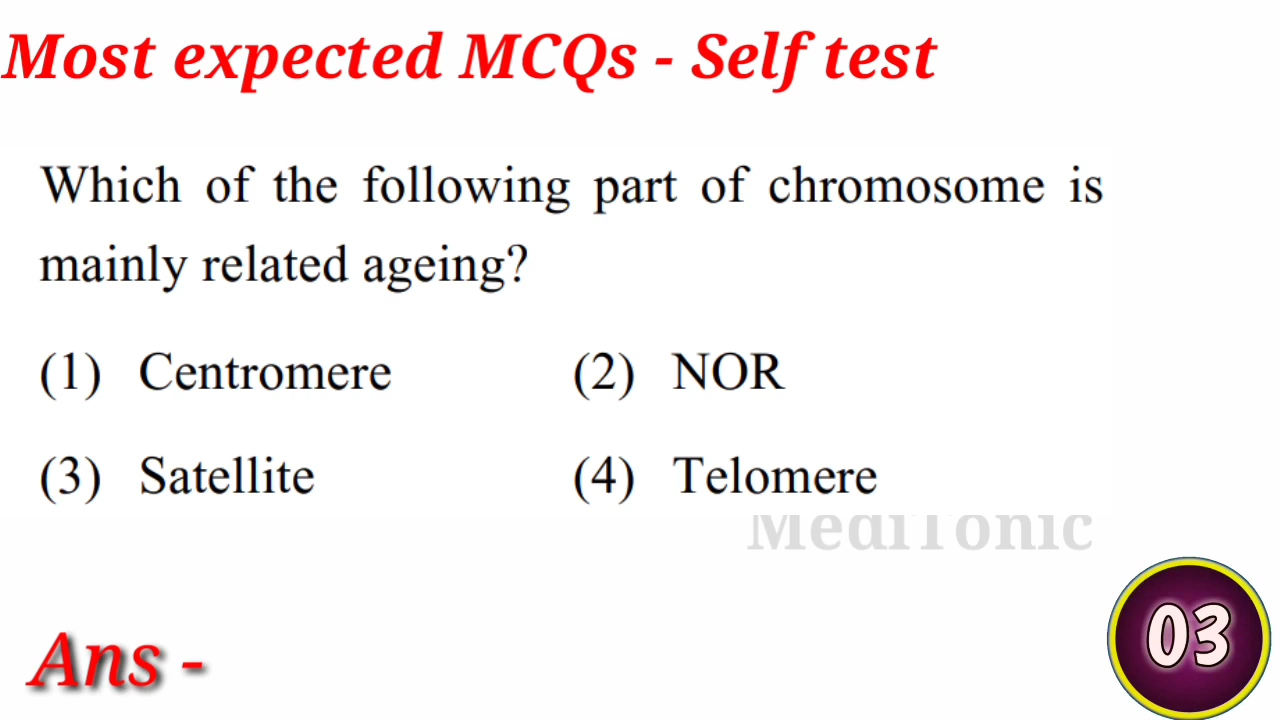 Most expected MCQs - Self test
Which of the following part of chromosome is
mainly related ageing?
(1) Centromere (2) NOR
(3) Satellite (4) Telomere
MediTonic
Ans -
03